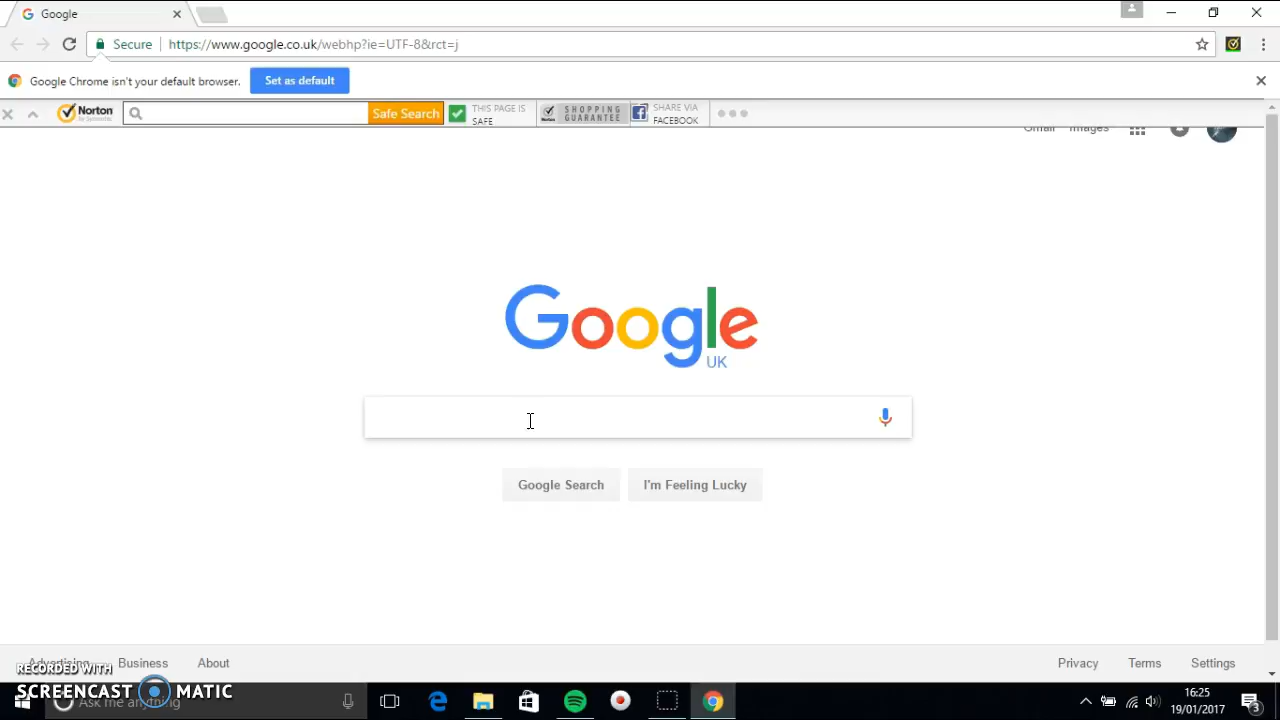 Google
Secure https://www.google.co.uk/webhp?ie=UTF-8&rct=j
Google Chrome isn't your default browser. Set as default
Norton by Symantec Safe Search THIS PAGE IS SAFE SHOPPING GUARANTEE SHARE VIA FACEBOOK
Gmail Images
Google
UK
Google Search I'm Feeling Lucky
Advertising Business About Privacy Terms Settings
RECORDED WITH
SCREENCAST MATIC
Ask me anything
16:25
19/01/2017
3